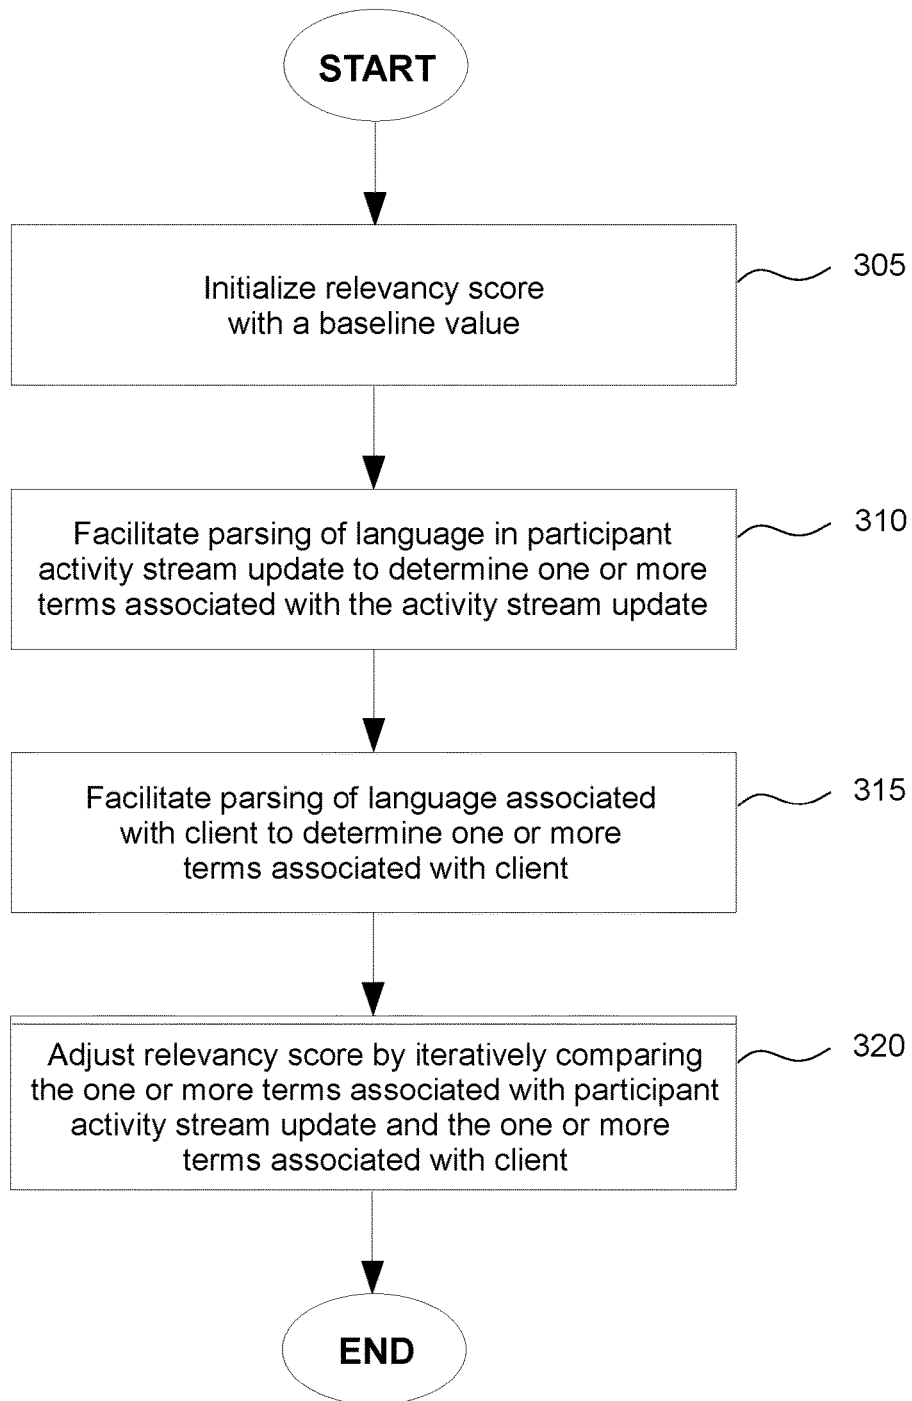 START
Initialize relevancy score
with a baseline value
305
Facilitate parsing of language in participant
activity stream update to determine one or more
terms associated with the activity stream update
310
Facilitate parsing of language associated
with client to determine one or more
terms associated with client
315
Adjust relevancy score by iteratively comparing
the one or more terms associated with participant
activity stream update and the one or more
terms associated with client
320
END